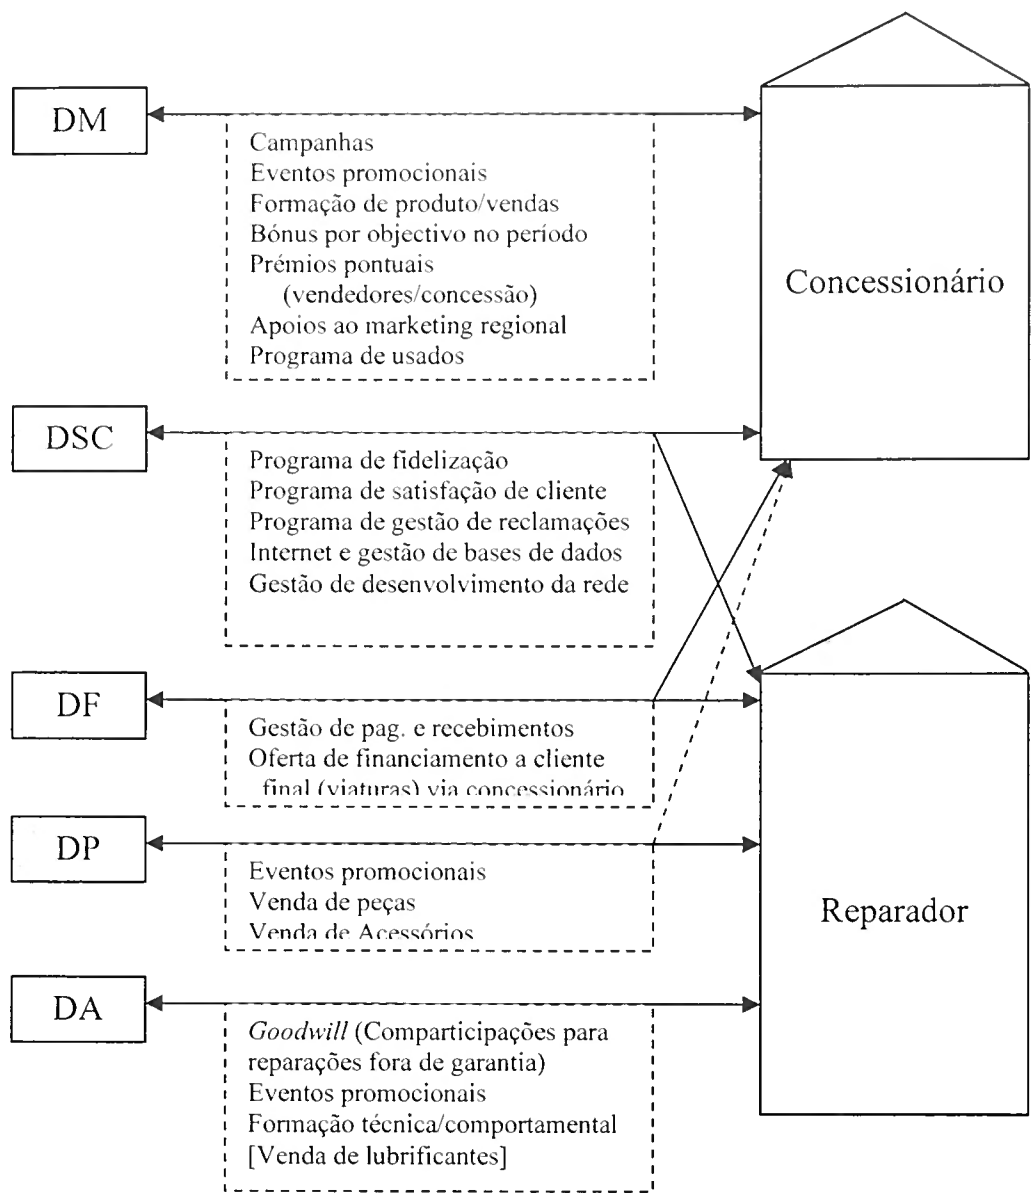 DM
Campanhas
Eventos promocionais
Formação de produto/vendas
Bónus por objectivo no período
Prémios pontuais
(vendedores/concessão)
Apoios ao marketing regional
Programa de usados
Concessionário
DSC
Programa de fidelização
Programa de satisfação de cliente
Programa de gestão de reclamações
Internet e gestão de bases de dados
Gestão de desenvolvimento da rede
DF
Gestão de pag. e recebimentos
Oferta de financiamento a cliente
final (viaturas) via concessionário
DP
Eventos promocionais
Venda de peças
Venda de Acessórios
Reparador
DA
Goodwill (Comparticipações para
reparações fora de garantia)
Eventos promocionais
Formação técnica/comportamental
[Venda de lubrificantes]